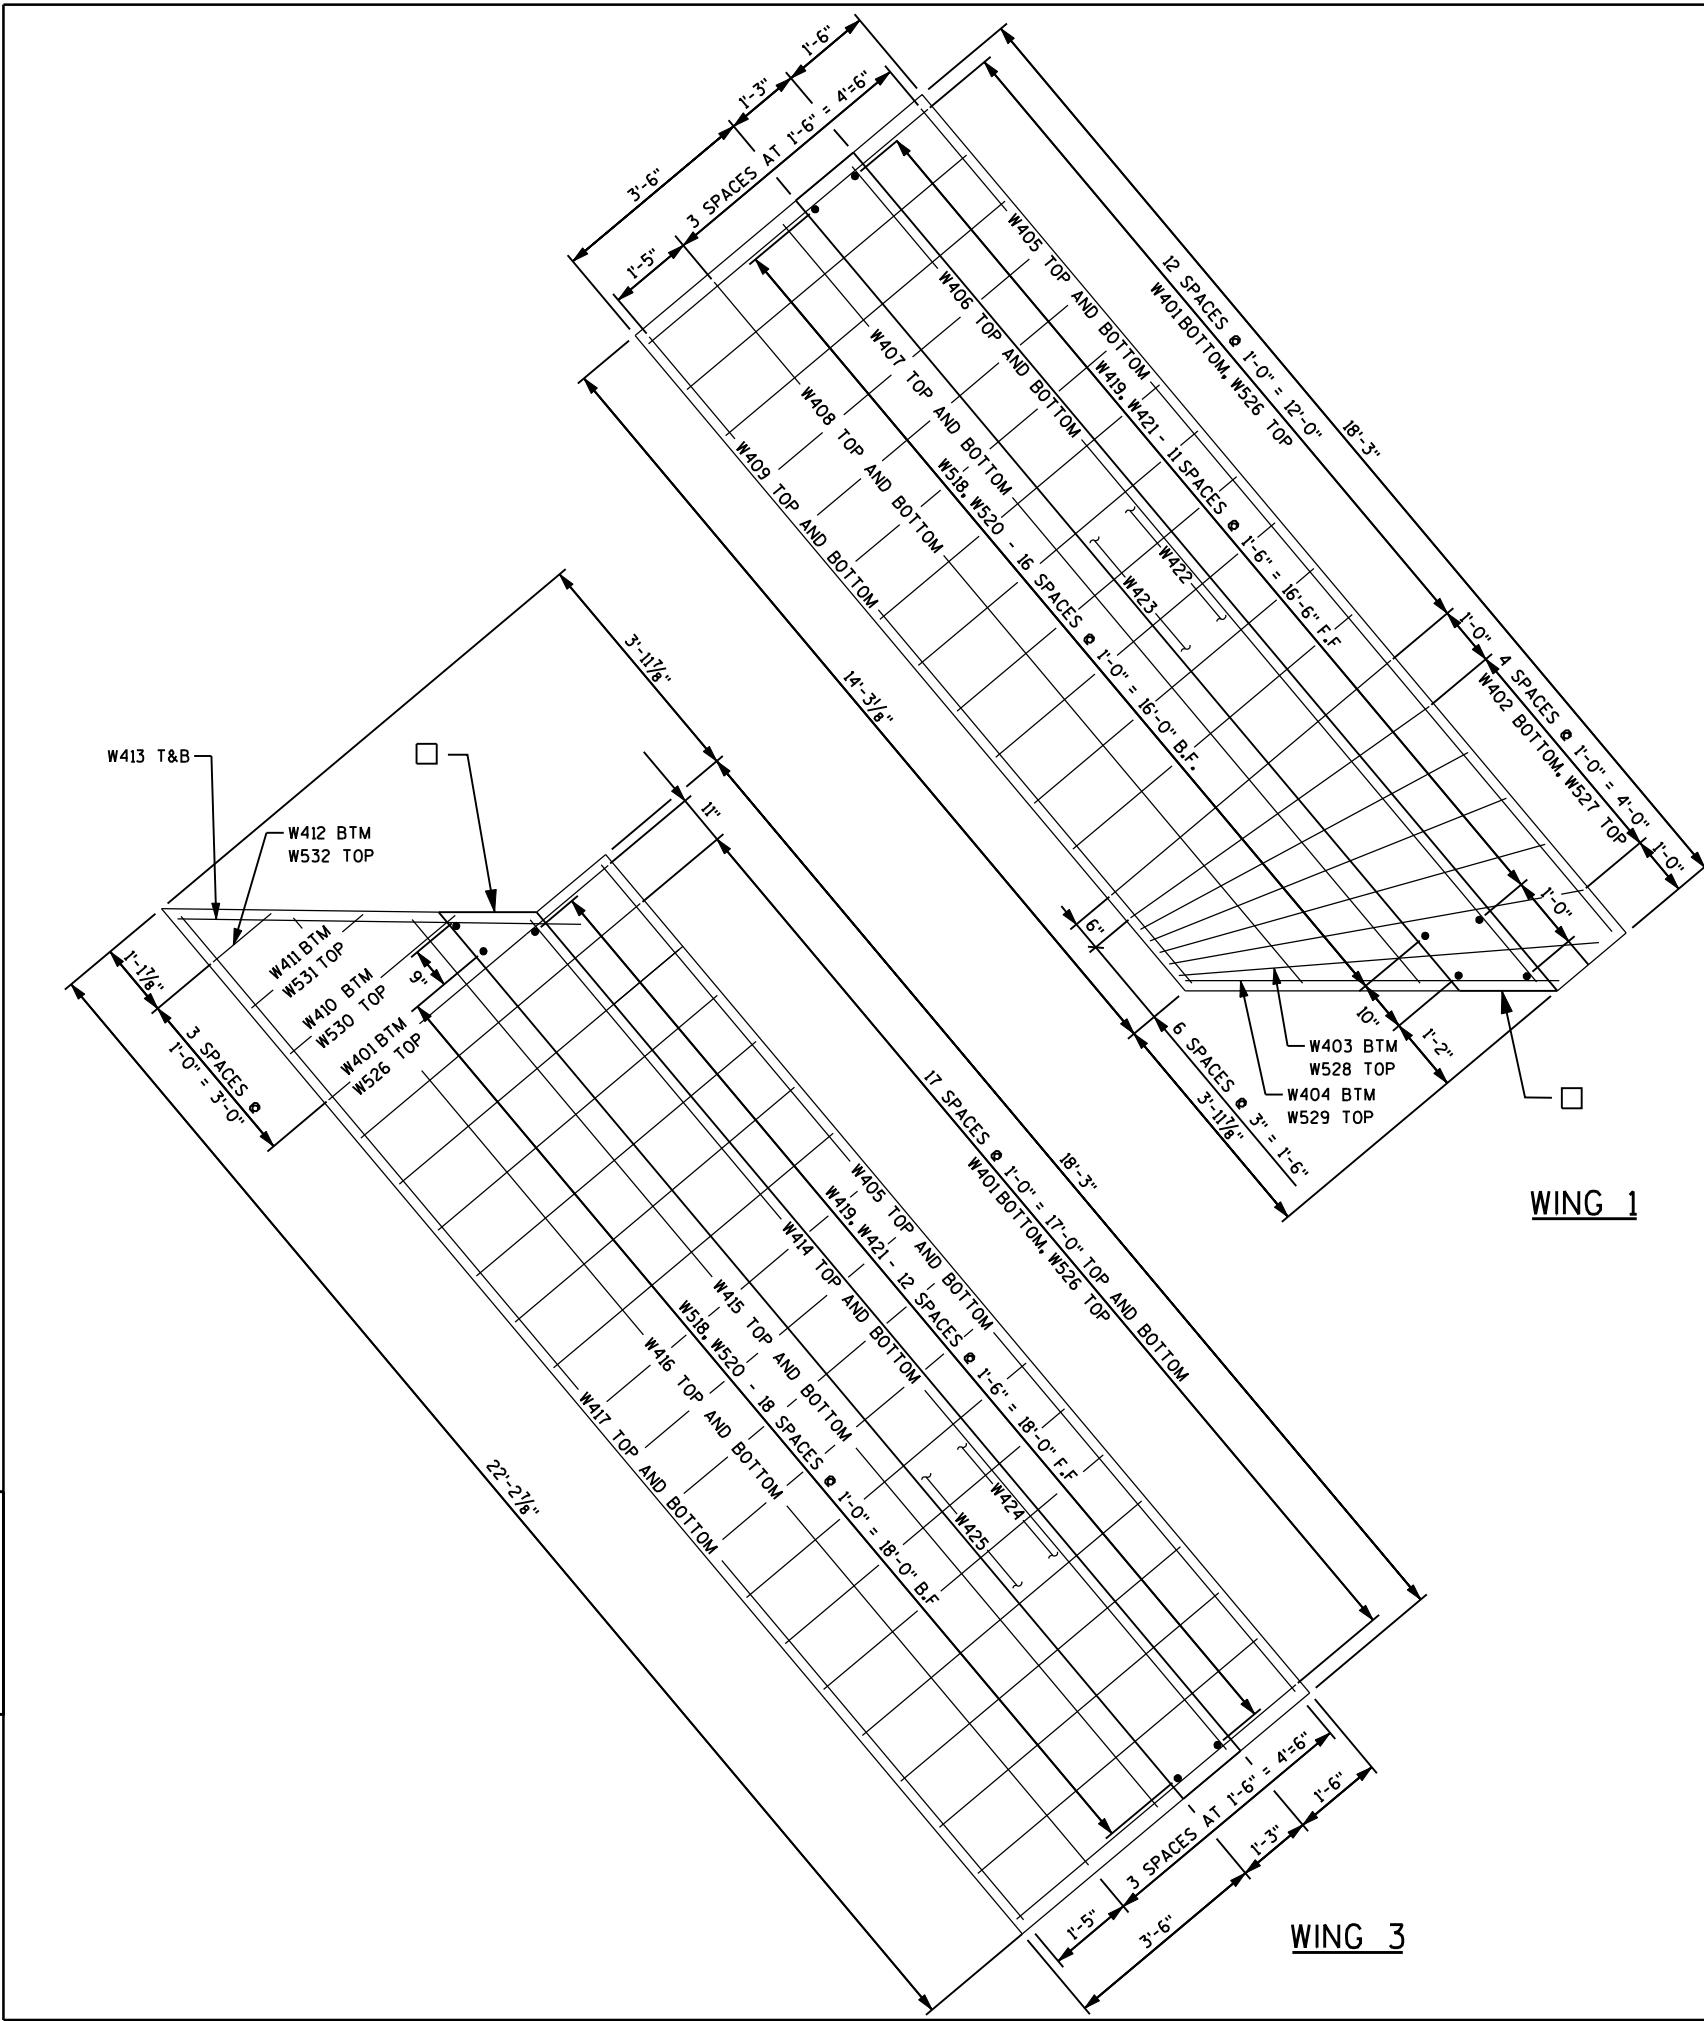 1'-6"
1'-3"
3'-6"
3 SPACES AT 1'-6" = 4'=6"
1'-5"
12 SPACES @ 1'-0" = 12'-0"
W401 BOTTOM, W526 TOP
18'-3"
W405 TOP AND BOTTOM
W406 TOP AND BOTTOM
W419, W421 - 11 SPACES @ 1'-6" = 16'-6" F.F
W407 TOP AND BOTTOM
W408 TOP AND BOTTOM
W518, W520 - 16 SPACES @ 1'-0" = 16'-0" B.F.
W409 TOP AND BOTTOM
W422
W423
14'-3⅛"
1'-0"
4 SPACES @ 1'-0" = 4'-0"
W402 BOTTOM, W527 TOP
1'-0"
1'-0"
6"
6 SPACES @ 3" = 1'-6"
3'-11⅞"
10"
1'-2"
W403 BTM
W528 TOP
W404 BTM
W529 TOP
WING 1
3'-11⅞"
W413 T&B
W412 BTM
W532 TOP
11"
W411 BTM
W531 TOP
W410 BTM
W530 TOP
W401 BTM
W526 TOP
9"
1'-1⅞"
3 SPACES @
1'-0" = 3'-0"
17 SPACES @ 1'-0" = 17'-0" TOP AND BOTTOM
W401 BOTTOM, W526 TOP
18'-3"
W405 TOP AND BOTTOM
W419, W421 - 12 SPACES @ 1'-6" = 18'-0" F.F
W414 TOP AND BOTTOM
W415 TOP AND BOTTOM
W518, W520 - 18 SPACES @ 1'-0" = 18'-0" B.F
W416 TOP AND BOTTOM
W417 TOP AND BOTTOM
W424
W425
22'-2⅞"
3 SPACES AT 1'-6" = 4'=6"
1'-6"
1'-3"
1'-5"
3'-6"
WING 3